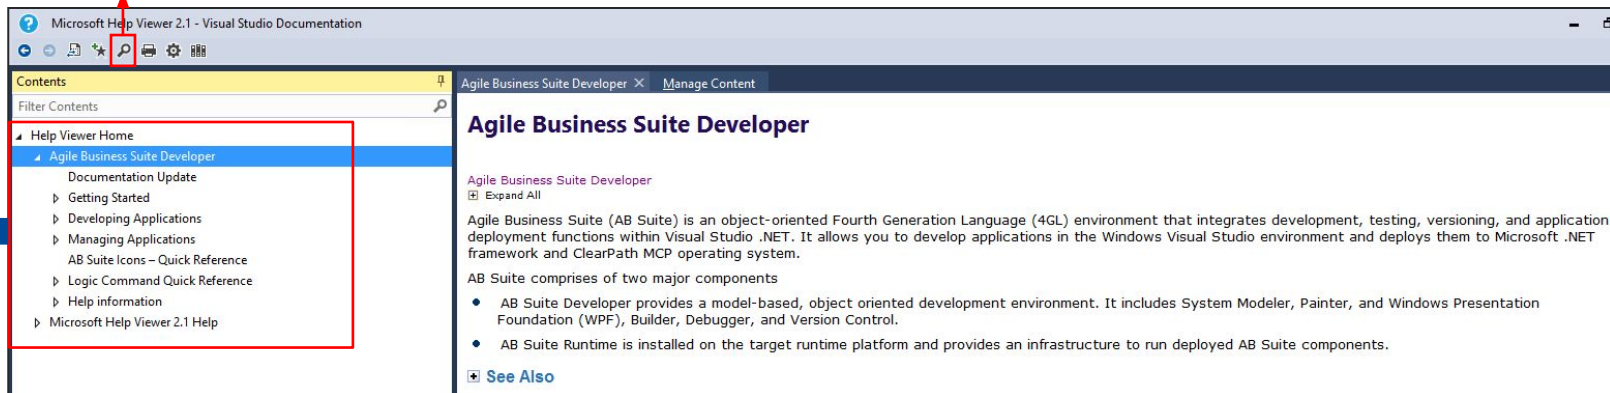 Microsoft Help Viewer 2.1 - Visual Studio Documentation
Contents
Filter Contents
Help Viewer Home
Agile Business Suite Developer
Documentation Update
Getting Started
Developing Applications
Managing Applications
AB Suite Icons – Quick Reference
Logic Command Quick Reference
Help information
Microsoft Help Viewer 2.1 Help
Agile Business Suite Developer
Manage Content
Agile Business Suite Developer
Agile Business Suite Developer
Expand All
Agile Business Suite (AB Suite) is an object-oriented Fourth Generation Language (4GL) environment that integrates development, testing, versioning, and application
deployment functions within Visual Studio .NET. It allows you to develop applications in the Windows Visual Studio environment and deploys them to Microsoft .NET
framework and ClearPath MCP operating system.
AB Suite comprises of two major components
• AB Suite Developer provides a model-based, object oriented development environment. It includes System Modeler, Painter, and Windows Presentation
Foundation (WPF), Builder, Debugger, and Version Control.
• AB Suite Runtime is installed on the target runtime platform and provides an infrastructure to run deployed AB Suite components.
See Also